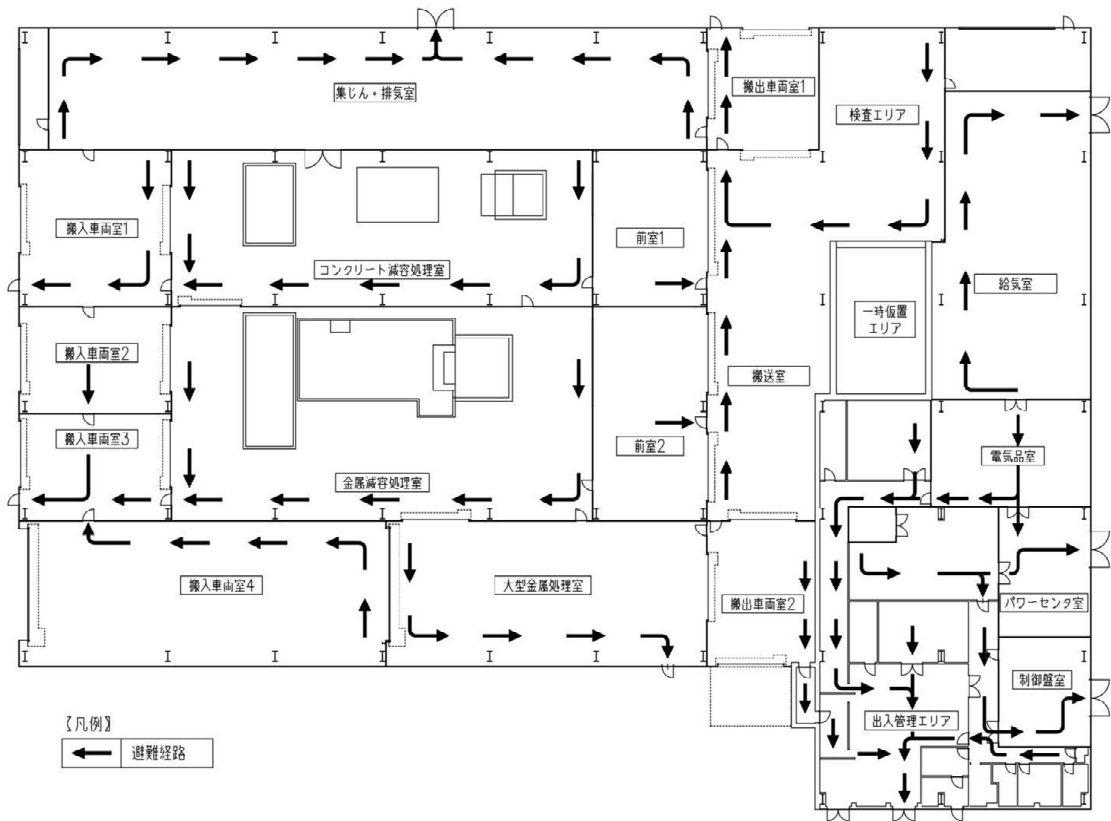 集じん・排気室
搬出車両室1
検査エリア
搬入車両室1
コンクリート減容処理室
前室1
給気室
一時仮置
エリア
搬入車両室2
搬送室
搬入車両室3
前室2
電気品室
金属減容処理室
搬入車両室4
大型金属処理室
搬出車両室2
パワーセンタ室
制御盤室
出入管理エリア
【凡例】
避難経路